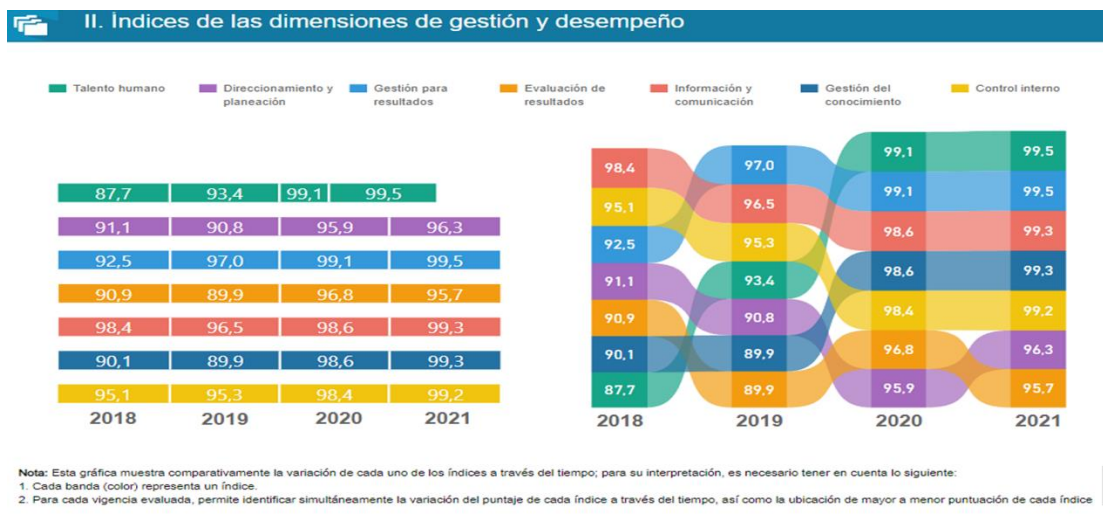 II. Índices de las dimensiones de gestión y desempeño
Talento humano
Direccionamiento y
planeación
Gestión para
resultados
Evaluación de
resultados
Información y
comunicación
Gestión del
conocimiento
Control interno
87,7 93,4 99,1 99,5
91,1 90,8 95,9 96,3
92,5 97,0 99,1 99,5
90,9 89,9 96,8 95,7
98,4 96,5 98,6 99,3
90,1 89,9 98,6 99,3
95,1 95,3 98,4 99,2
2018 2019 2020 2021
98,4 97,0 99,1 99,5
95,1 96,5 99,1 99,5
92,5 95,3 98,6 99,3
91,1 93,4 98,6 99,3
90,9 90,8 98,4 99,2
90,1 89,9 96,8 96,3
87,7 89,9 95,9 95,7
2018 2019 2020 2021
Nota: Esta gráfica muestra comparativamente la variación de cada uno de los índices a través del tiempo; para su interpretación, es necesario tener en cuenta lo siguiente:
1. Cada banda (color) representa un índice.
2. Para cada vigencia evaluada, permite identificar simultáneamente la variación del puntaje de cada índice a través del tiempo, así como la ubicación de mayor a menor puntuación de cada índice